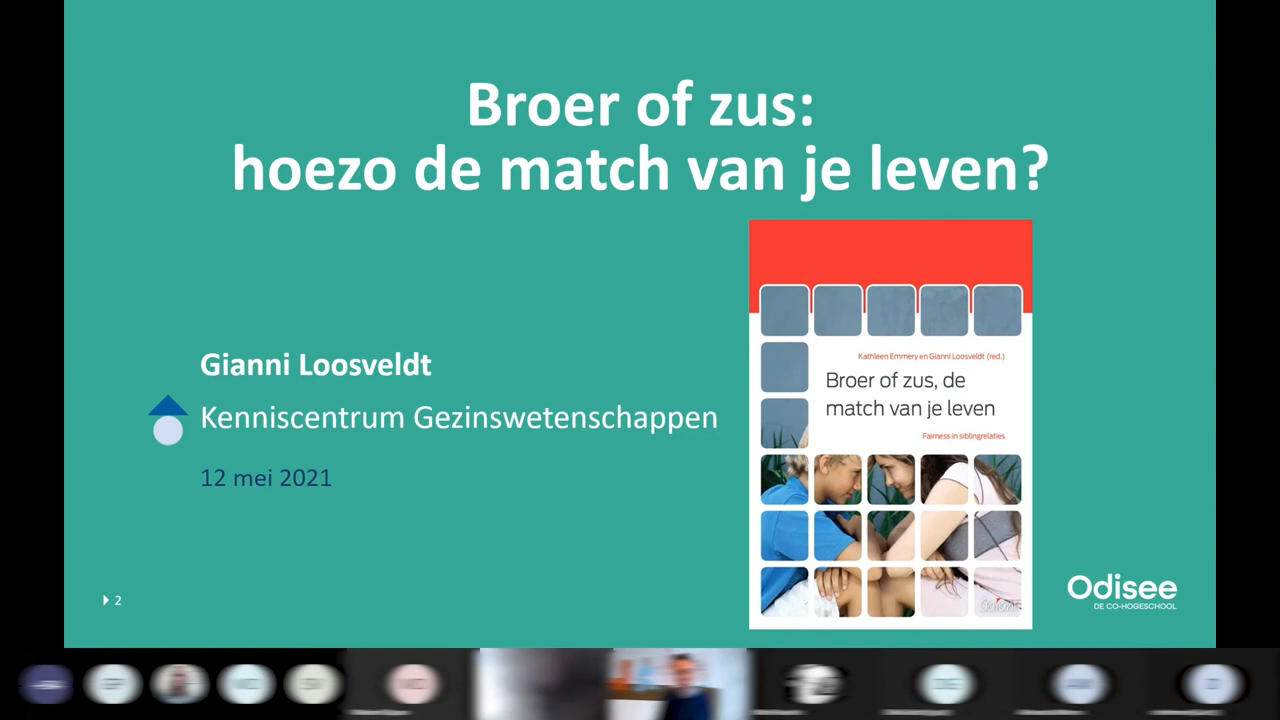 Broer of zus:
hoezo de match van je leven?
Kathleen Emmery en Gianni Loosveldt (red.)
Broer of zus, de
match van je leven
Fairness in siblingrelaties
Gianni Loosveldt
Kenniscentrum Gezinswetenschappen
12 mei 2021
2
Odisee
DE CO-HOGESCHOOL